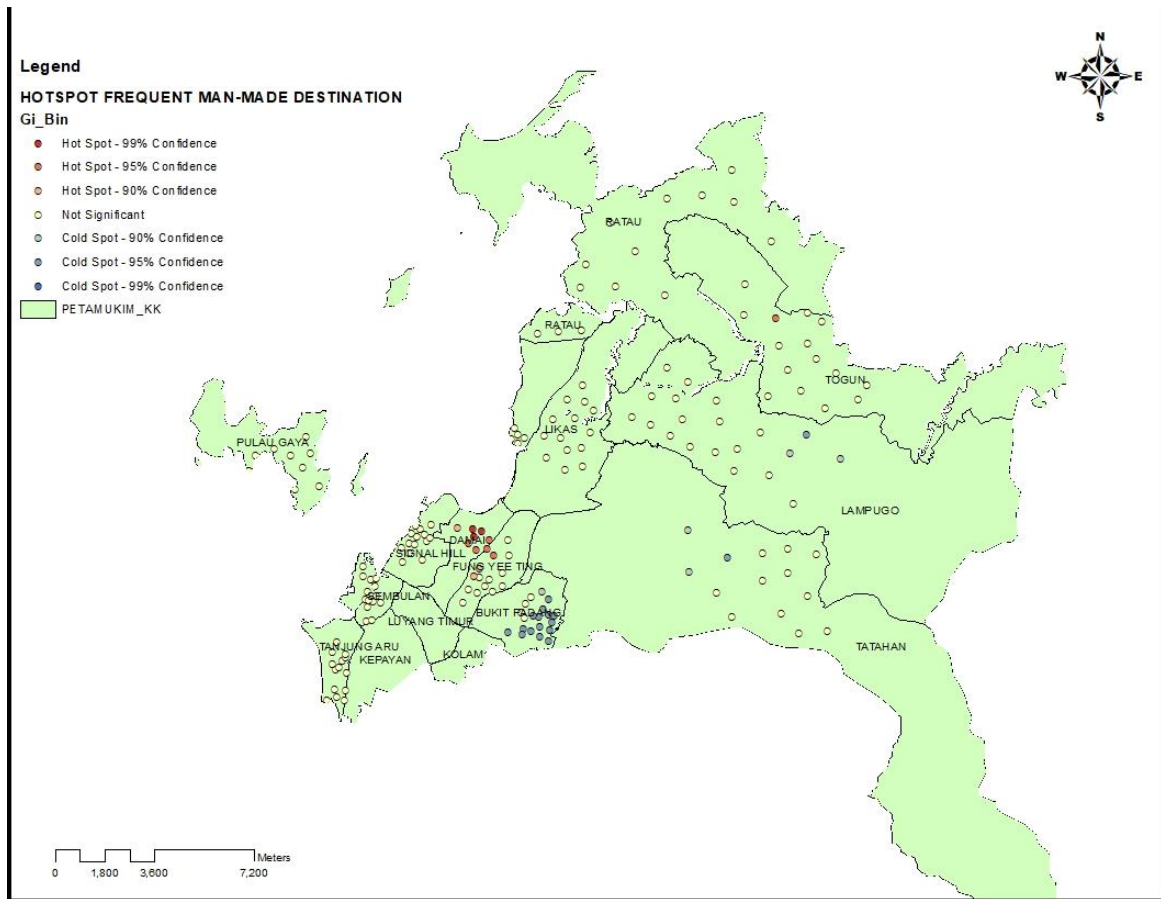 N
W E
S
Legend
HOTSPOT FREQUENT MAN-MADE DESTINATION
Gi_Bin
Hot Spot - 99% Confidence
Hot Spot - 95% Confidence
Hot Spot - 90% Confidence
Not Significant
Cold Spot - 90% Confidence
Cold Spot - 95% Confidence
Cold Spot - 99% Confidence
PETAMUKIM_KK
RATAU
RATAU
TOGUN
LIKAS
PULAU GAYA
LAMPUGO
DAMAI
SIGNAL HILL
FUNG YEE TING
SEMBULAN
BUKIT PADANG
LUYANG TIMUR
TANJUNG ARU
KEPAYAN
KOLAM
TATAHAN
Meters
0 1,800 3,600 7,200